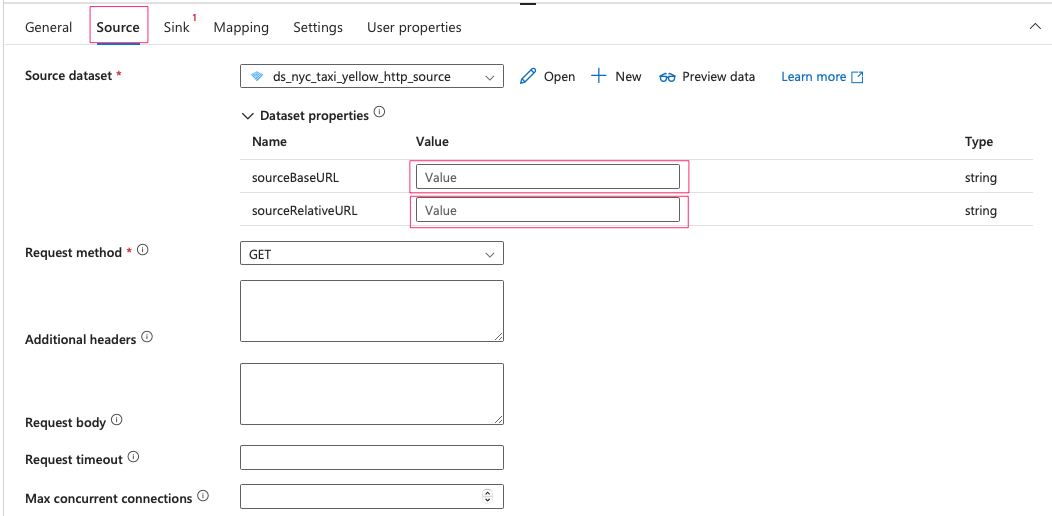 General Source Sink 1 Mapping Settings User properties
Source dataset * ds_nyc_taxi_yellow_http_source Open New Preview data Learn more
Dataset properties
Name Value Type
sourceBaseURL Value string
sourceRelativeURL Value string
Request method * GET
Additional headers
Request body
Request timeout
Max concurrent connections